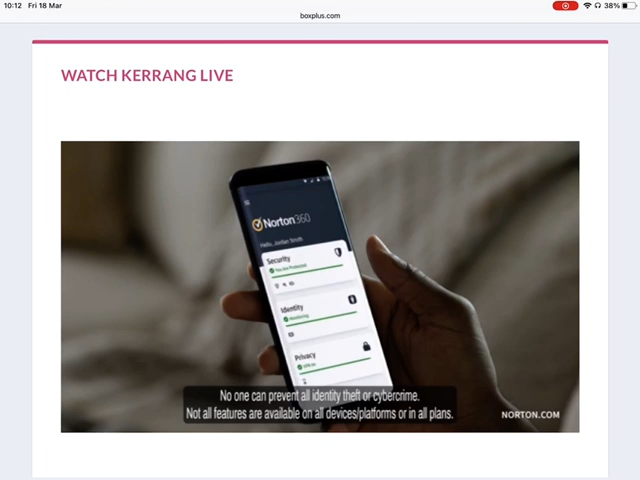 10:12 Fri 18 Mar
38%
boxplus.com
WATCH KERRANG LIVE
Norton360
Hello, Jordan Smith
Security
You Are Protected
Identity
Monitoring
Privacy
VPN on
No one can prevent all identity theft or cybercrime.
Not all features are available on all devices/platforms or in all plans.
NORTON.COM